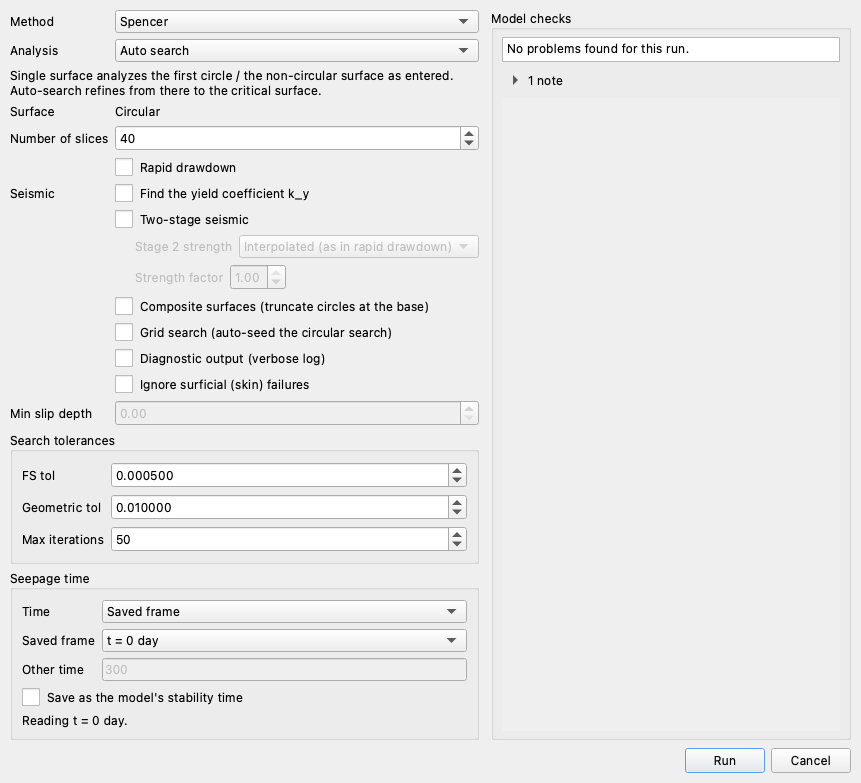 Method
Spencer
Analysis
Auto search
Single surface analyzes the first circle / the non-circular surface as entered.
Auto-search refines from there to the critical surface.
Surface
Circular
Number of slices
40
Rapid drawdown
Seismic
Find the yield coefficient k_y
Two-stage seismic
Stage 2 strength
Interpolated (as in rapid drawdown)
Strength factor
1.00
Composite surfaces (truncate circles at the base)
Grid search (auto-seed the circular search)
Diagnostic output (verbose log)
Ignore surficial (skin) failures
Min slip depth
0.00
Search tolerances
FS tol
0.000500
Geometric tol
0.010000
Max iterations
50
Seepage time
Time
Saved frame
Saved frame
t = 0 day
Other time
300
Save as the model's stability time
Reading t = 0 day.
Model checks
No problems found for this run.
1 note
Run
Cancel